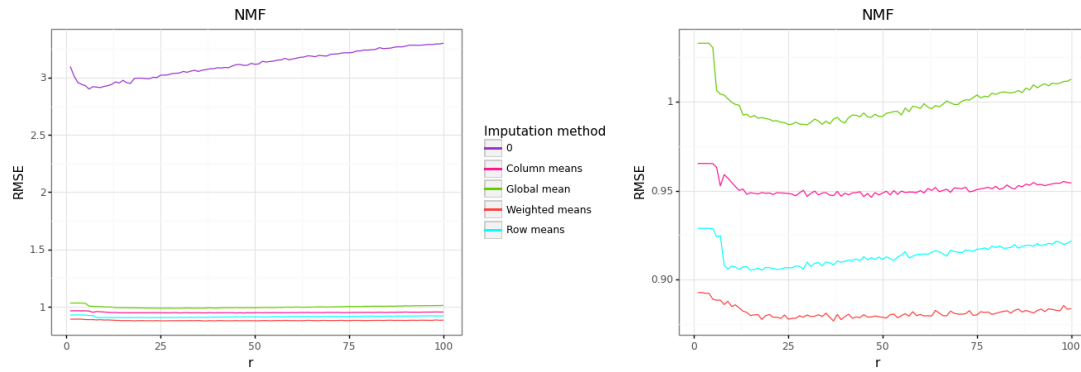 NMF
RMSE
3
2.5
2
1.5
1
0
25
50
75
100
r
Imputation method
0
Column means
Global mean
Weighted means
Row means
NMF
RMSE
1
0.95
0.90
0
25
50
75
100
r